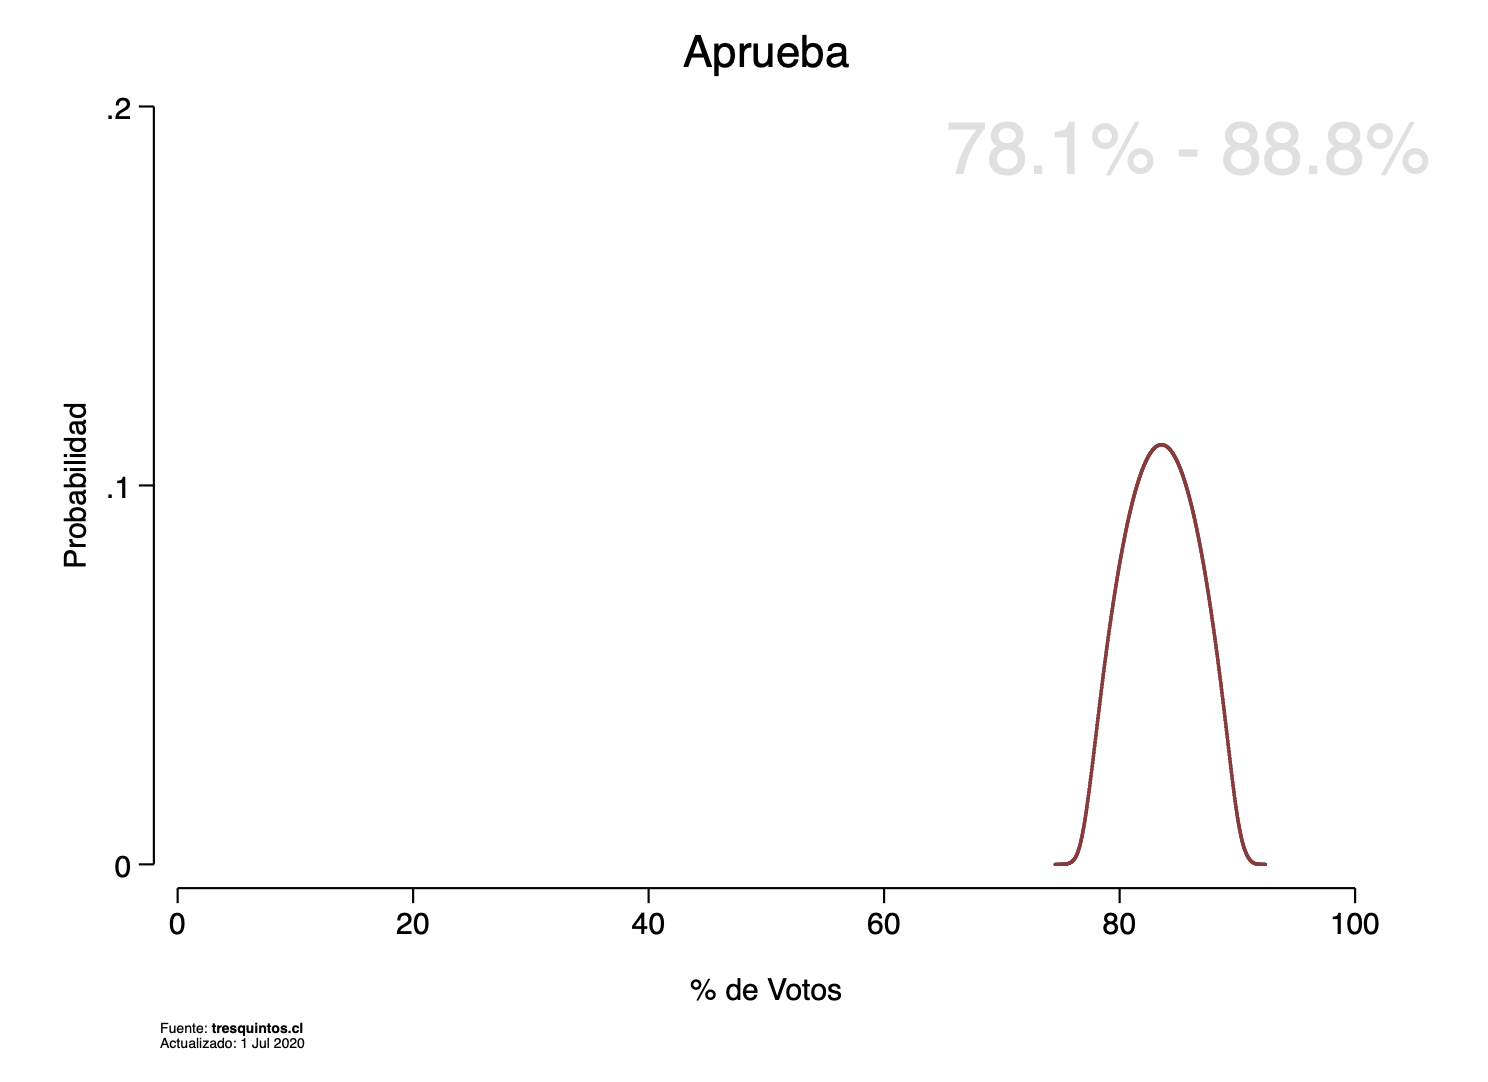 Aprueba
78.1% - 88.8%
.2
.1
0
Probabilidad
0 20 40 60 80 100
% de Votos
Fuente: tresquintos.cl
Actualizado: 1 Jul 2020